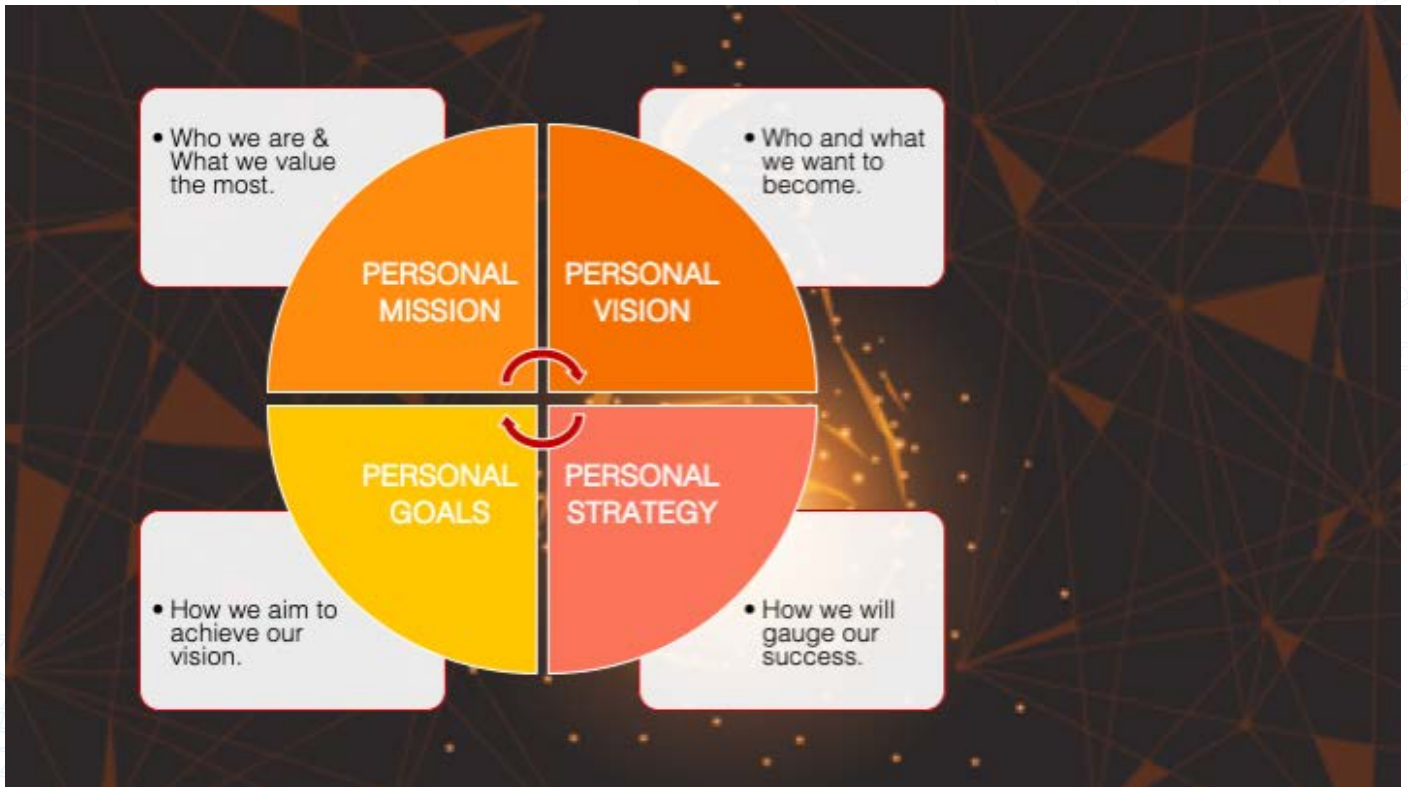 • Who we are &
What we value
the most.
• Who and what
we want to
become.
PERSONAL
MISSION
PERSONAL
VISION
PERSONAL
GOALS
PERSONAL
STRATEGY
• How we aim to
achieve our
vision.
• How we will
gauge our
success.